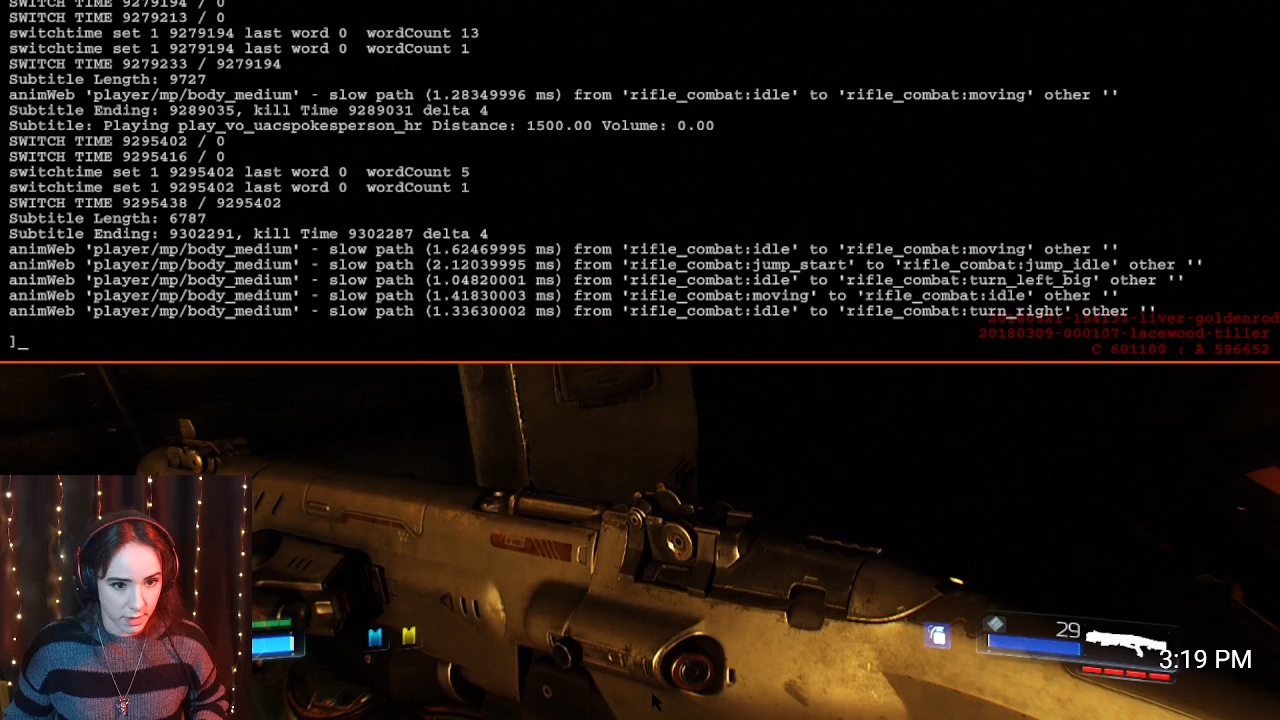 SWITCH TIME 9279194 / 0
SWITCH TIME 9279213 / 0
switchtime set 1 9279194 last word 0  wordCount 13
switchtime set 1 9279194 last word 0  wordCount 1
SWITCH TIME 9279233 / 9279194
Subtitle Length: 9727
animWeb 'player/mp/body_medium' - slow path (1.28349996 ms) from 'rifle_combat:idle' to 'rifle_combat:moving' other ''
Subtitle Ending: 9289035, kill Time 9289031 delta 4
Subtitle: Playing play_vo_uacspokesperson_hr Distance: 1500.00 Volume: 0.00
SWITCH TIME 9295402 / 0
SWITCH TIME 9295416 / 0
switchtime set 1 9295402 last word 0  wordCount 5
switchtime set 1 9295402 last word 0  wordCount 1
SWITCH TIME 9295438 / 9295402
Subtitle Length: 6787
Subtitle Ending: 9302291, kill Time 9302287 delta 4
animWeb 'player/mp/body_medium' - slow path (1.62469995 ms) from 'rifle_combat:idle' to 'rifle_combat:moving' other ''
animWeb 'player/mp/body_medium' - slow path (2.12039995 ms) from 'rifle_combat:jump_start' to 'rifle_combat:jump_idle' other ''
animWeb 'player/mp/body_medium' - slow path (1.04820001 ms) from 'rifle_combat:idle' to 'rifle_combat:turn_left_big' other ''
animWeb 'player/mp/body_medium' - slow path (1.41830003 ms) from 'rifle_combat:moving' to 'rifle_combat:idle' other ''
animWeb 'player/mp/body_medium' - slow path (1.33630002 ms) from 'rifle_combat:idle' to 'rifle_combat:turn_right' other ''
-liver-goldenrod
20180309-000107-lacewood-tiller
C 601100 : A 596652
]_
29
3:19 PM